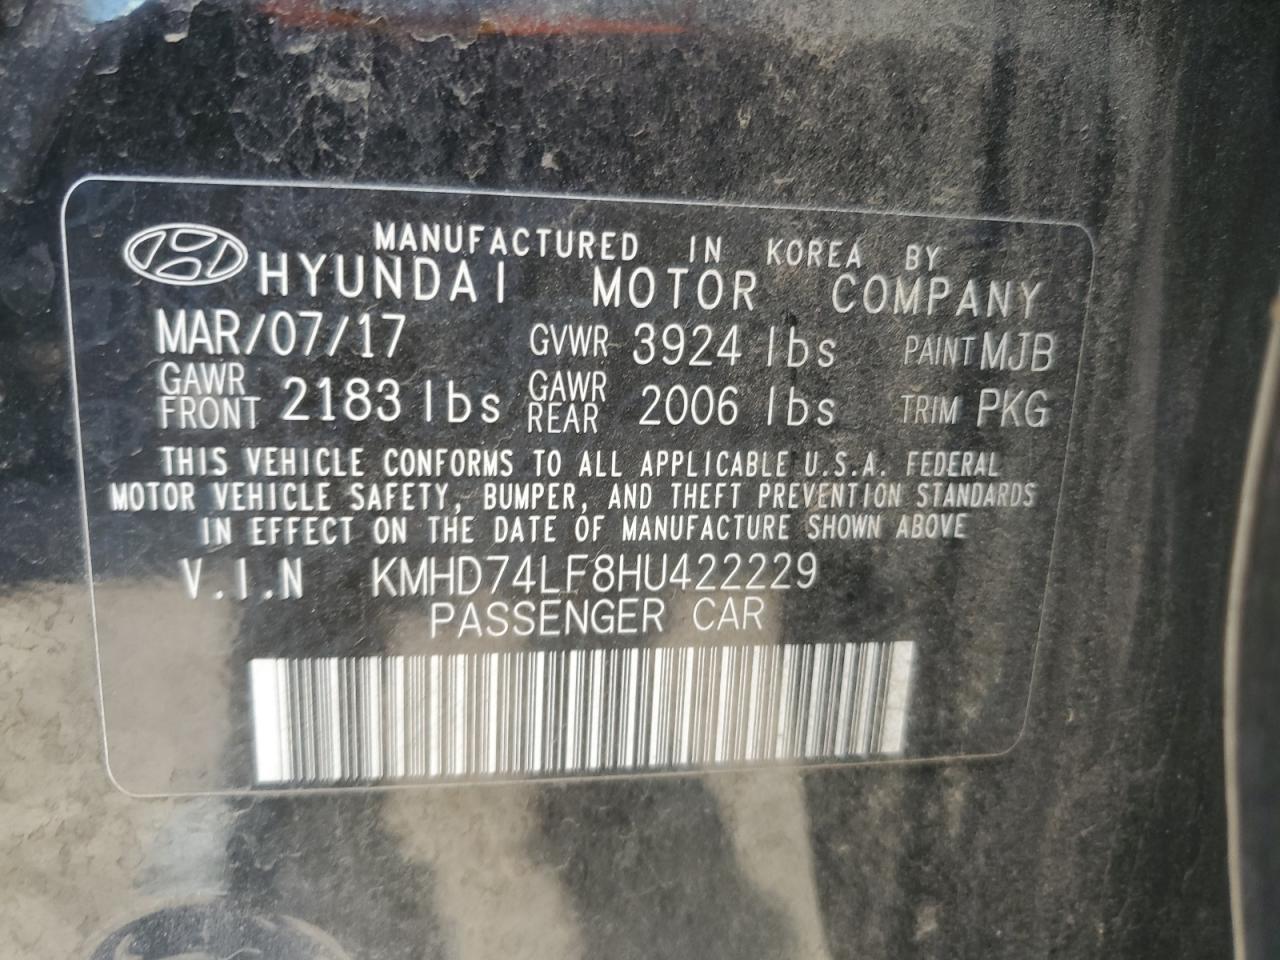 MANUFACTURED IN KOREA BY
HYUNDAI MOTOR COMPANY
MAR/07/17 GVWR 3924 lbs PAINT MJB
GAWR FRONT 2183 lbs GAWR REAR 2006 lbs TRIM PKG
THIS VEHICLE CONFORMS TO ALL APPLICABLE U.S.A. FEDERAL
MOTOR VEHICLE SAFETY, BUMPER, AND THEFT PREVENTION STANDARDS
IN EFFECT ON THE DATE OF MANUFACTURE SHOWN ABOVE
V.I.N KMHD74LF8HU422229
PASSENGER CAR